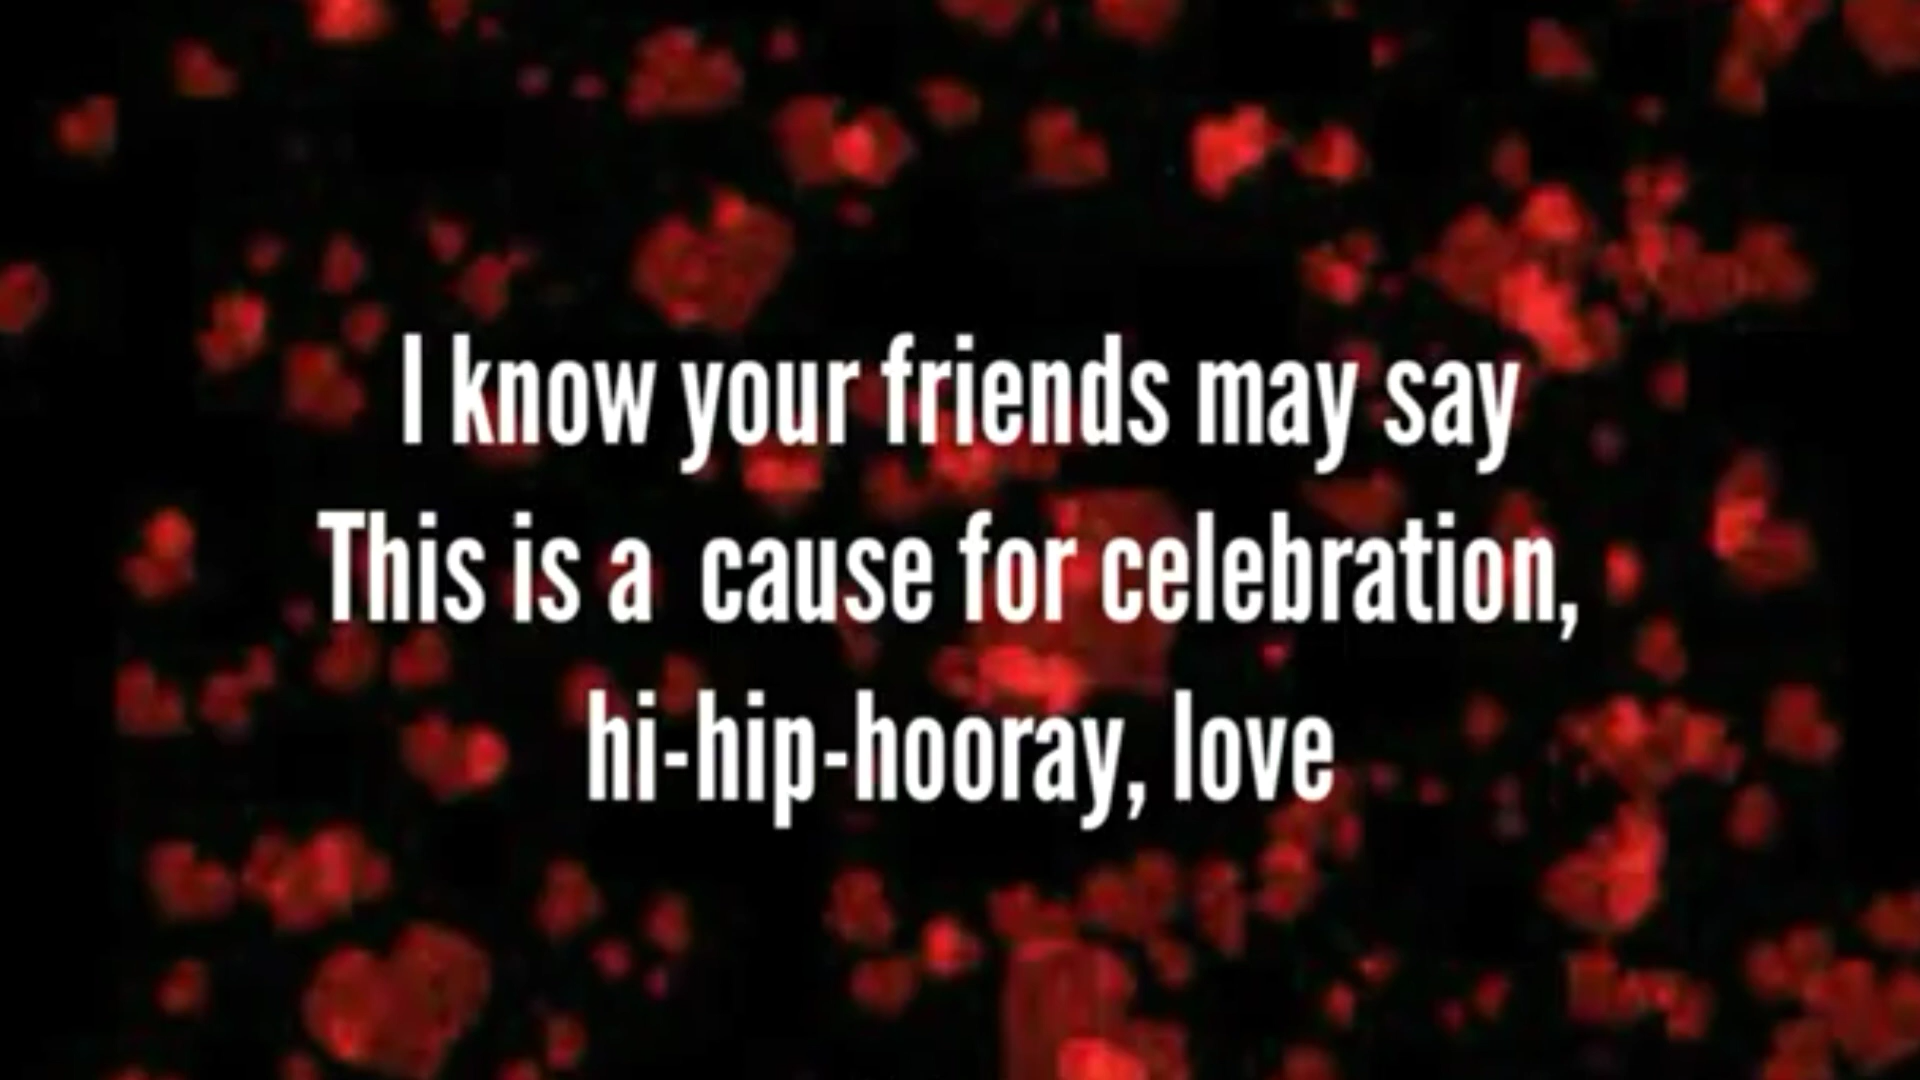 I know your friends may say
This is a  cause for celebration,
hi-hip-hooray, love